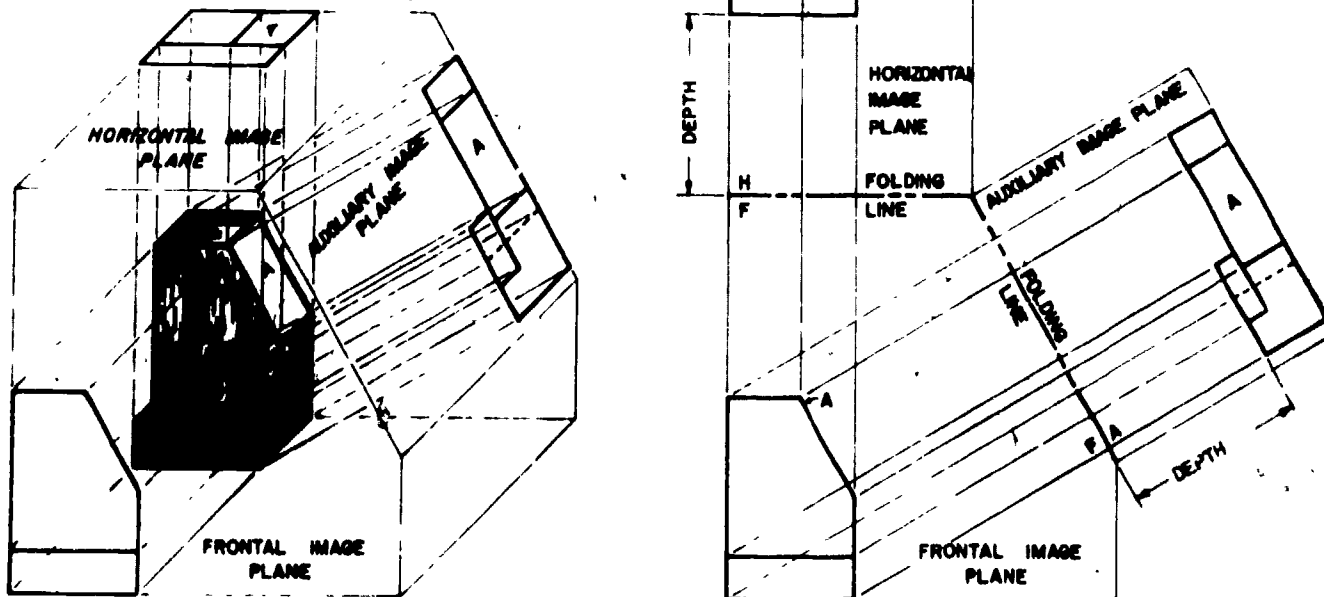 A
HORIZONTAL IMAGE
PLANE
A
AUXILIARY IMAGE
PLANE
FRONTAL IMAGE
PLANE
DEPTH
HORIZONTAL
IMAGE
PLANE
H
FOLDING
F
LINE
AUXILIARY IMAGE PLANE
A
FOLDING
LINE
A
F
A
DEPTH
FRONTAL IMAGE
PLANE